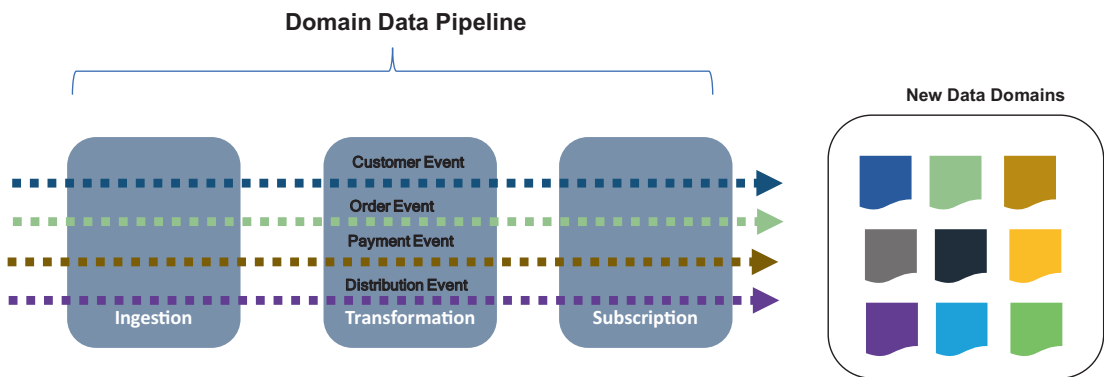 Domain Data Pipeline
New Data Domains
Customer Event
Order Event
Payment Event
Distribution Event
Ingestion
Transformation
Subscription